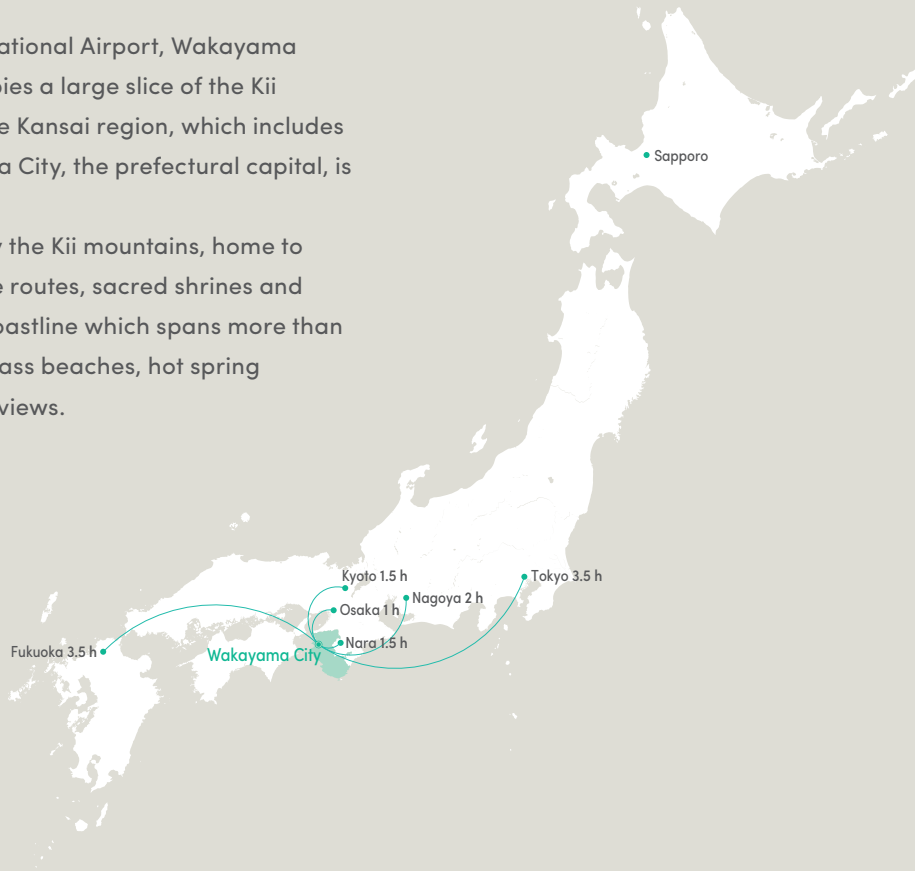 ational Airport, Wakayama
ies a large slice of the Kii
e Kansai region, which includes
a City, the prefectural capital, is
the Kii mountains, home to
routes, sacred shrines and
oastline which spans more than
ass beaches, hot spring
views.
Sapporo
Kyoto 1.5 h
Tokyo 3.5 h
Nagoya 2 h
Osaka 1 h
Nara 1.5 h
Fukuoka 3,5 h
Wakayama City